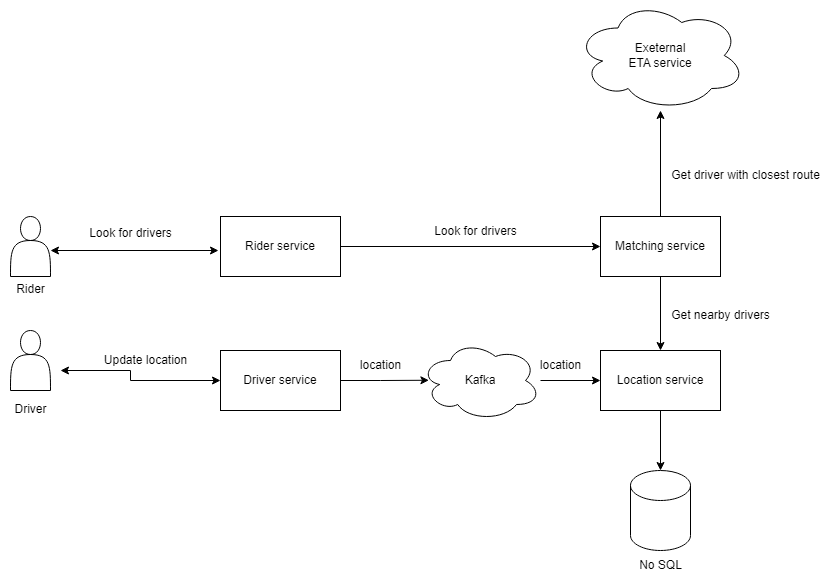 Exeternal
ETA service
Get driver with closest route
Look for drivers
Look for drivers
Rider service
Matching service
Rider
Get nearby drivers
Update location
location
location
Driver service
Kafka
Location service
Driver
No SQL